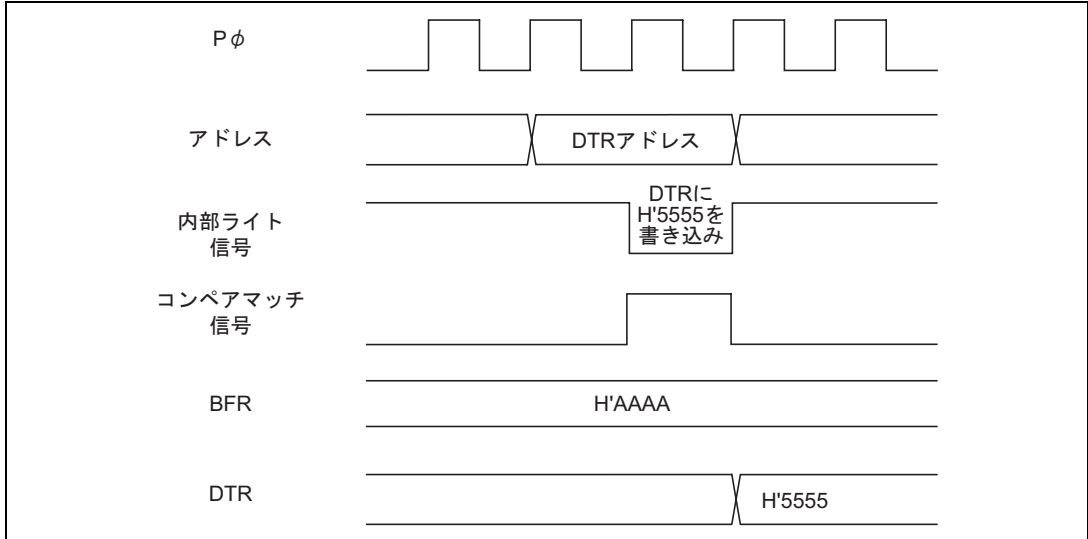 Pφ
アドレス
DTRアドレス
内部ライト
信号
DTRに
H'5555を
書き込み
コンペアマッチ
信号
BFR
H'AAAA
DTR
H'5555